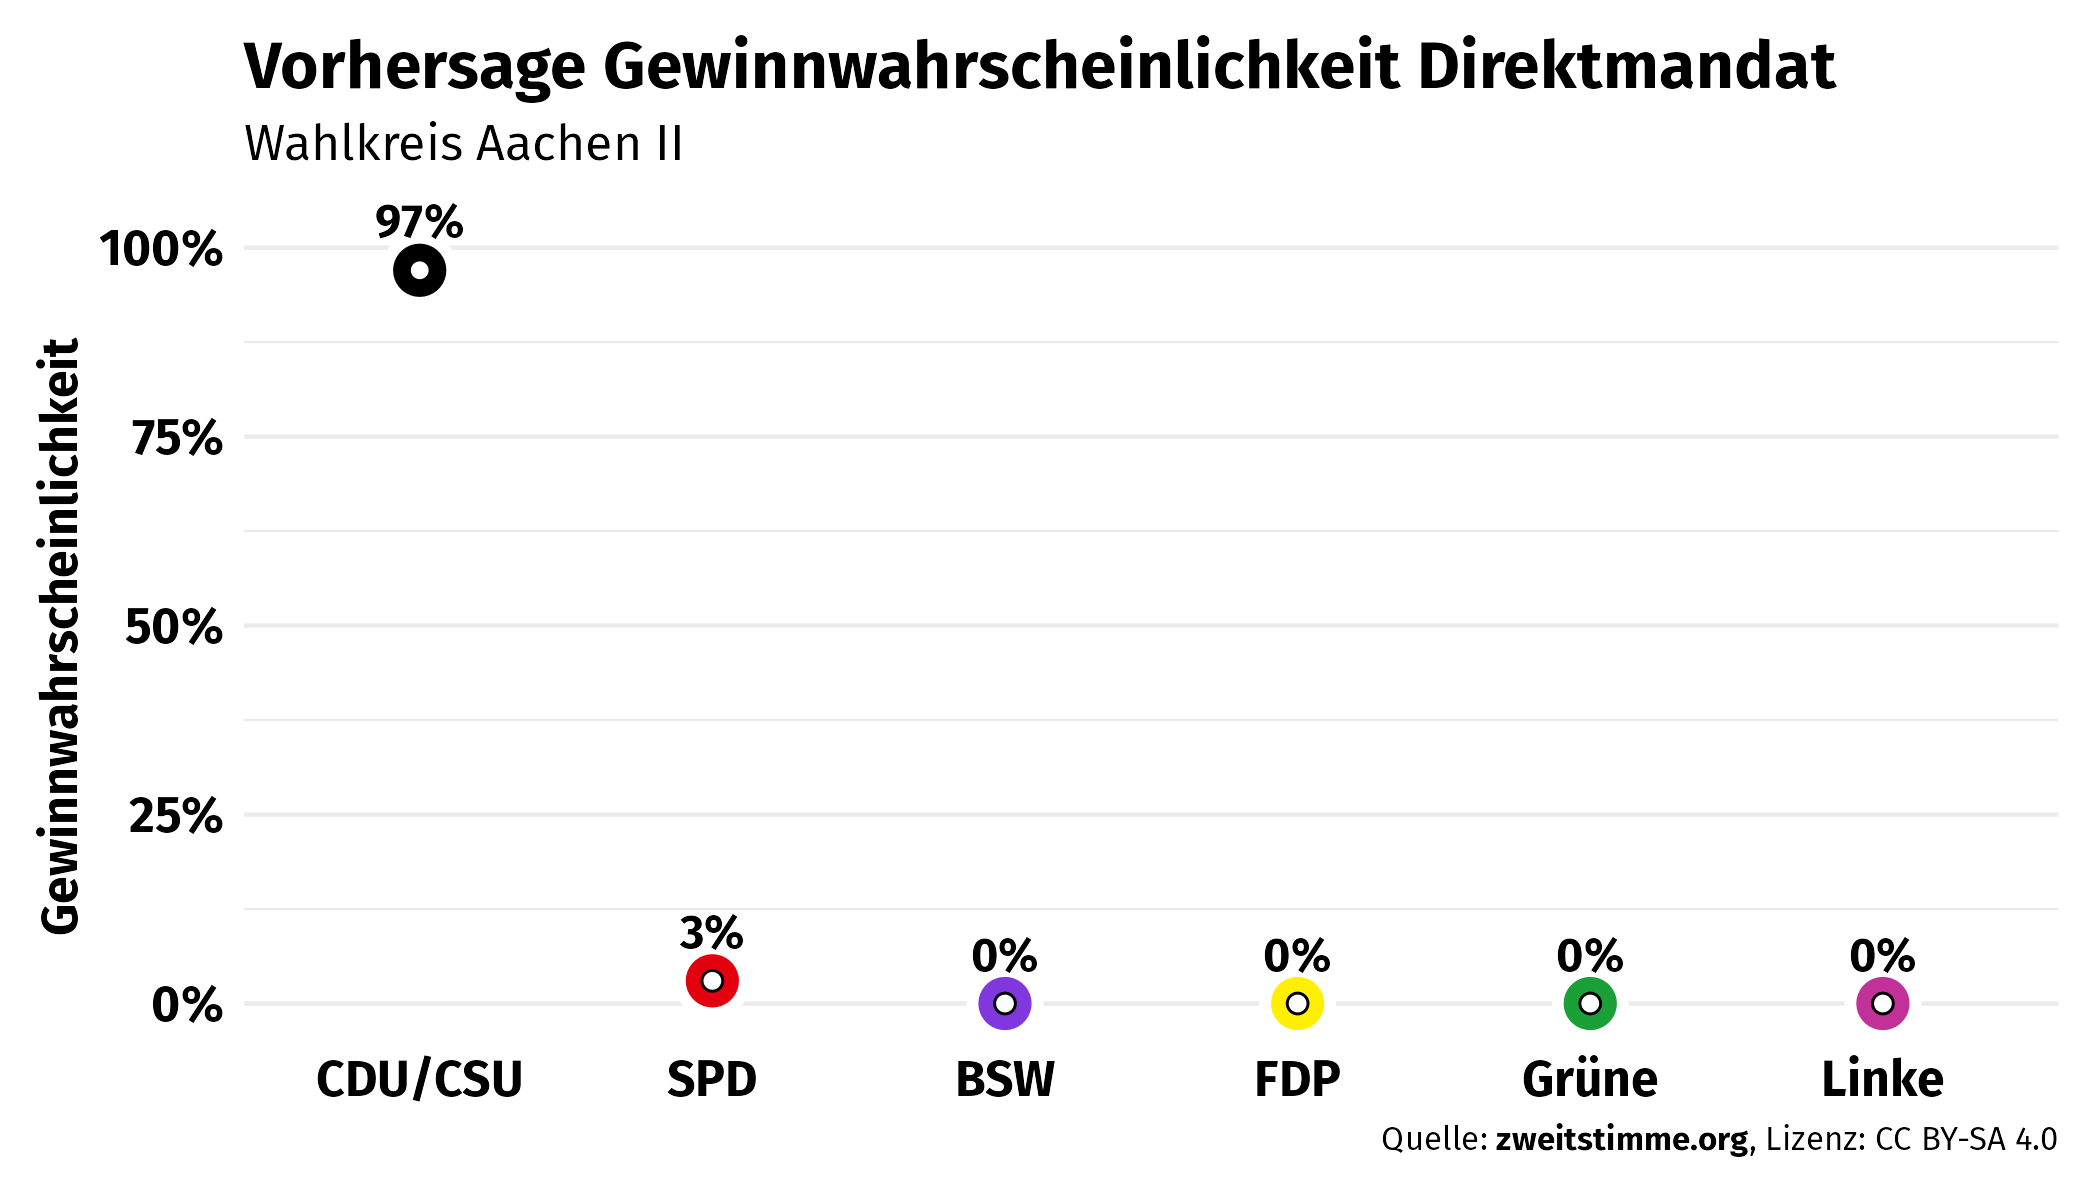 Vorhersage Gewinnwahrscheinlichkeit Direktmandat
Wahlkreis Aachen II
Gewinnwahrscheinlichkeit
100%
75%
50%
25%
0%
97%
3%
0%
0%
0%
0%
CDU/CSU
SPD
BSW
FDP
Grüne
Linke
Quelle: zweitstimme.org, Lizenz: CC BY-SA 4.0